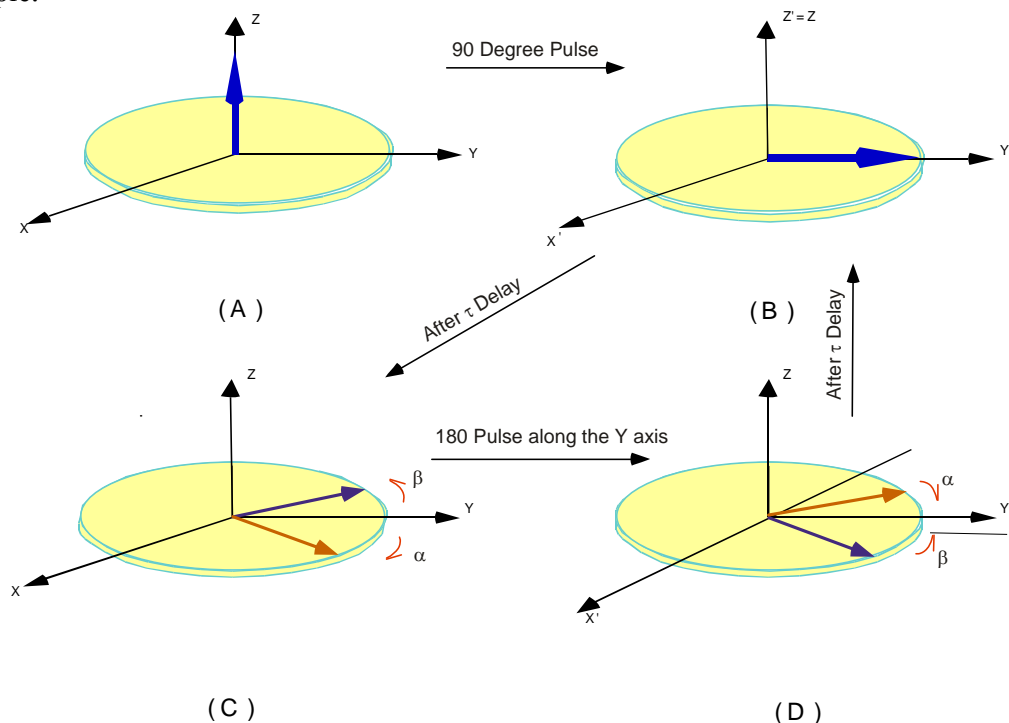 Z
90 Degree Pulse
Y
X
( A )
Z' = Z
Y
X '
( B )
After τ Delay
After τ Delay
Z
β
Y
α
X
( C )
180 Pulse along the Y axis
Z
α
Y
β
X'
( D )